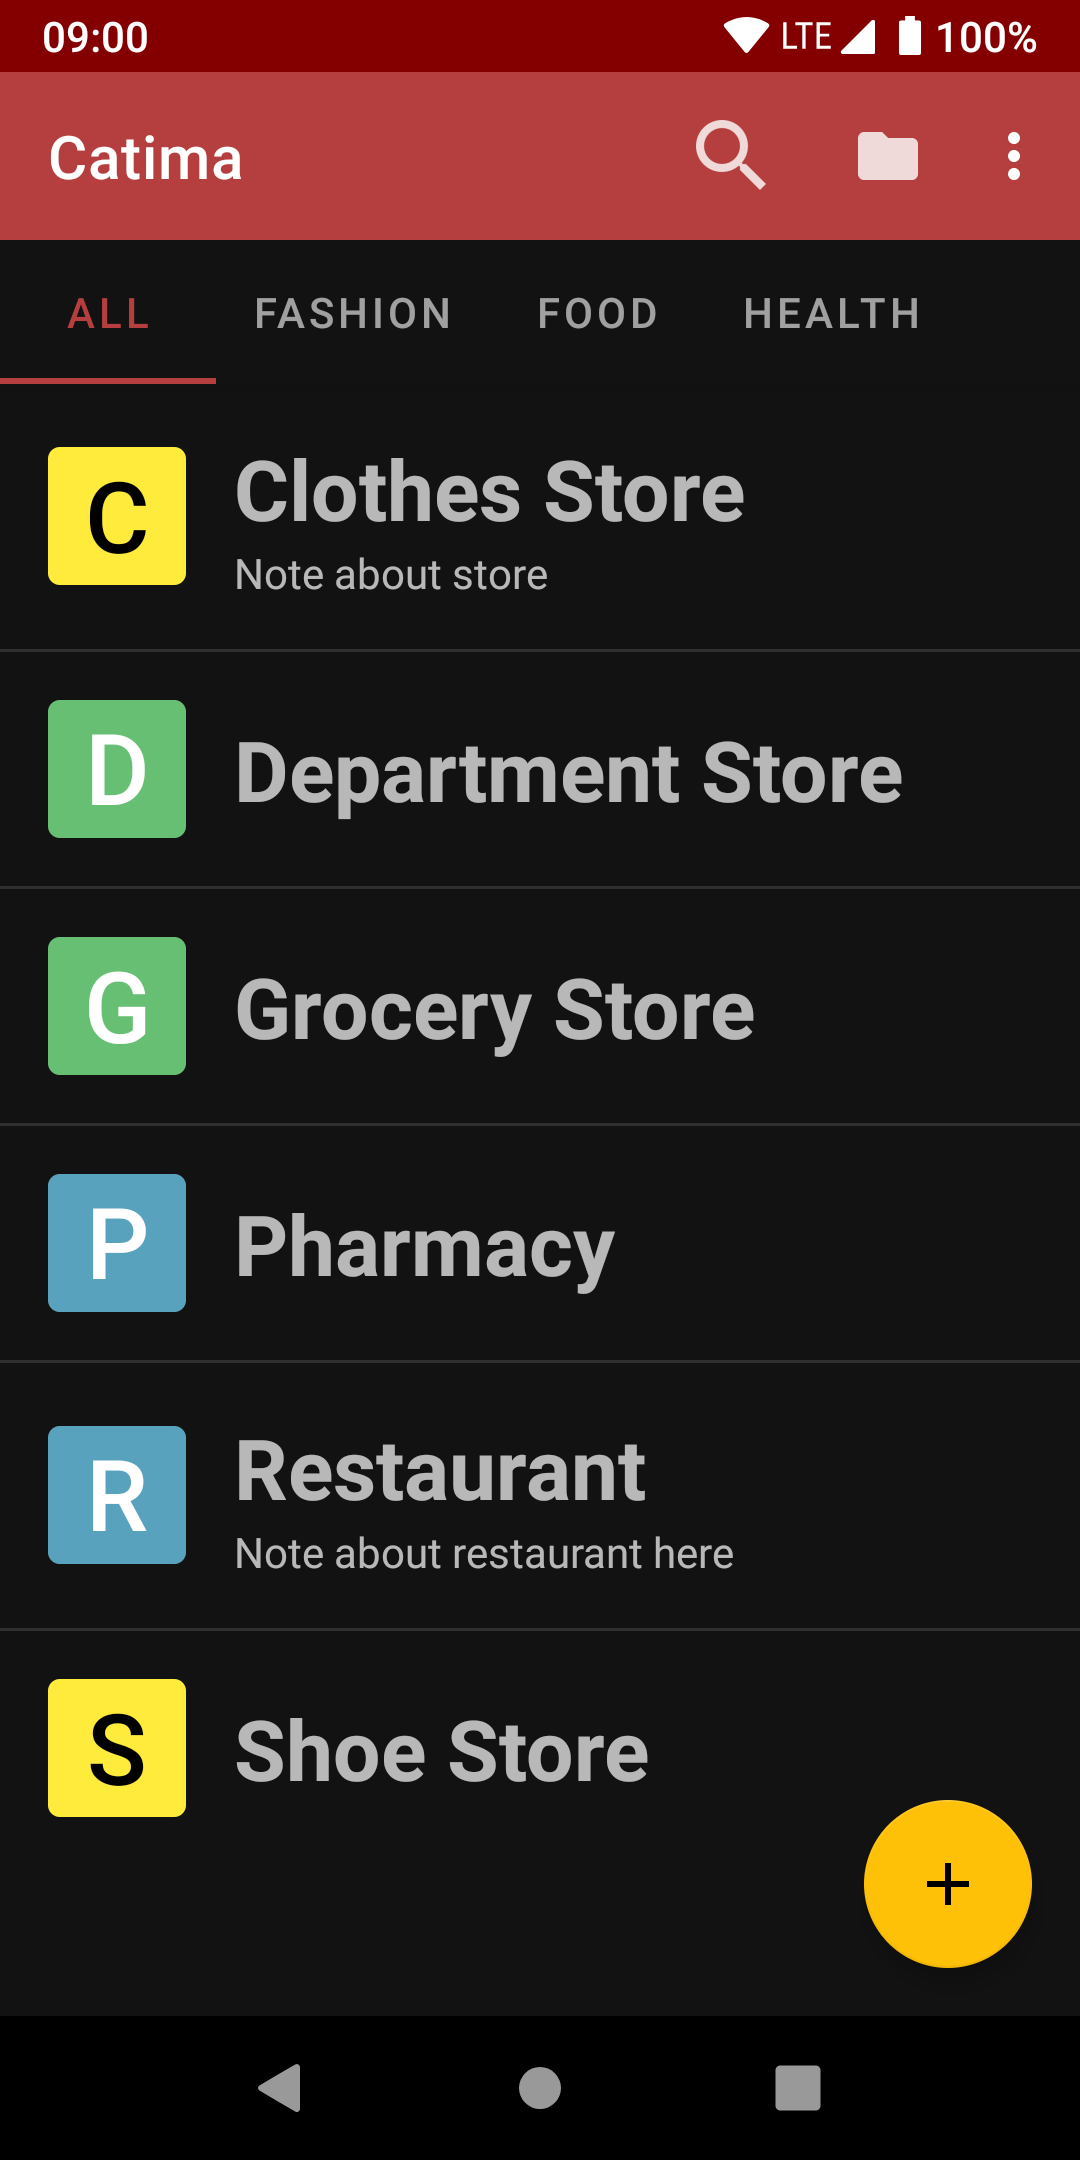 09:00 LTE 100%
Catima
ALL FASHION FOOD HEALTH
C
Clothes Store
Note about store
D
Department Store
G
Grocery Store
P
Pharmacy
R
Restaurant
Note about restaurant here
S
Shoe Store
+